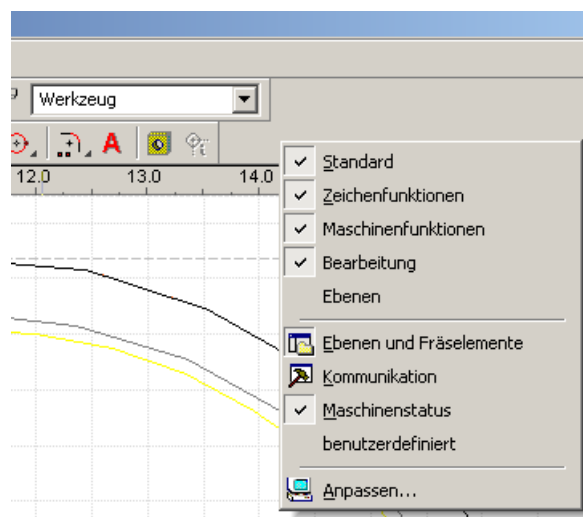 Werkzeug
A
12.0 13.0 14.0
Standard
Zeichenfunktionen
Maschinenfunktionen
Bearbeitung
Ebenen
Ebenen und Fräselemente
Kommunikation
Maschinenstatus
benutzerdefiniert
Anpassen...